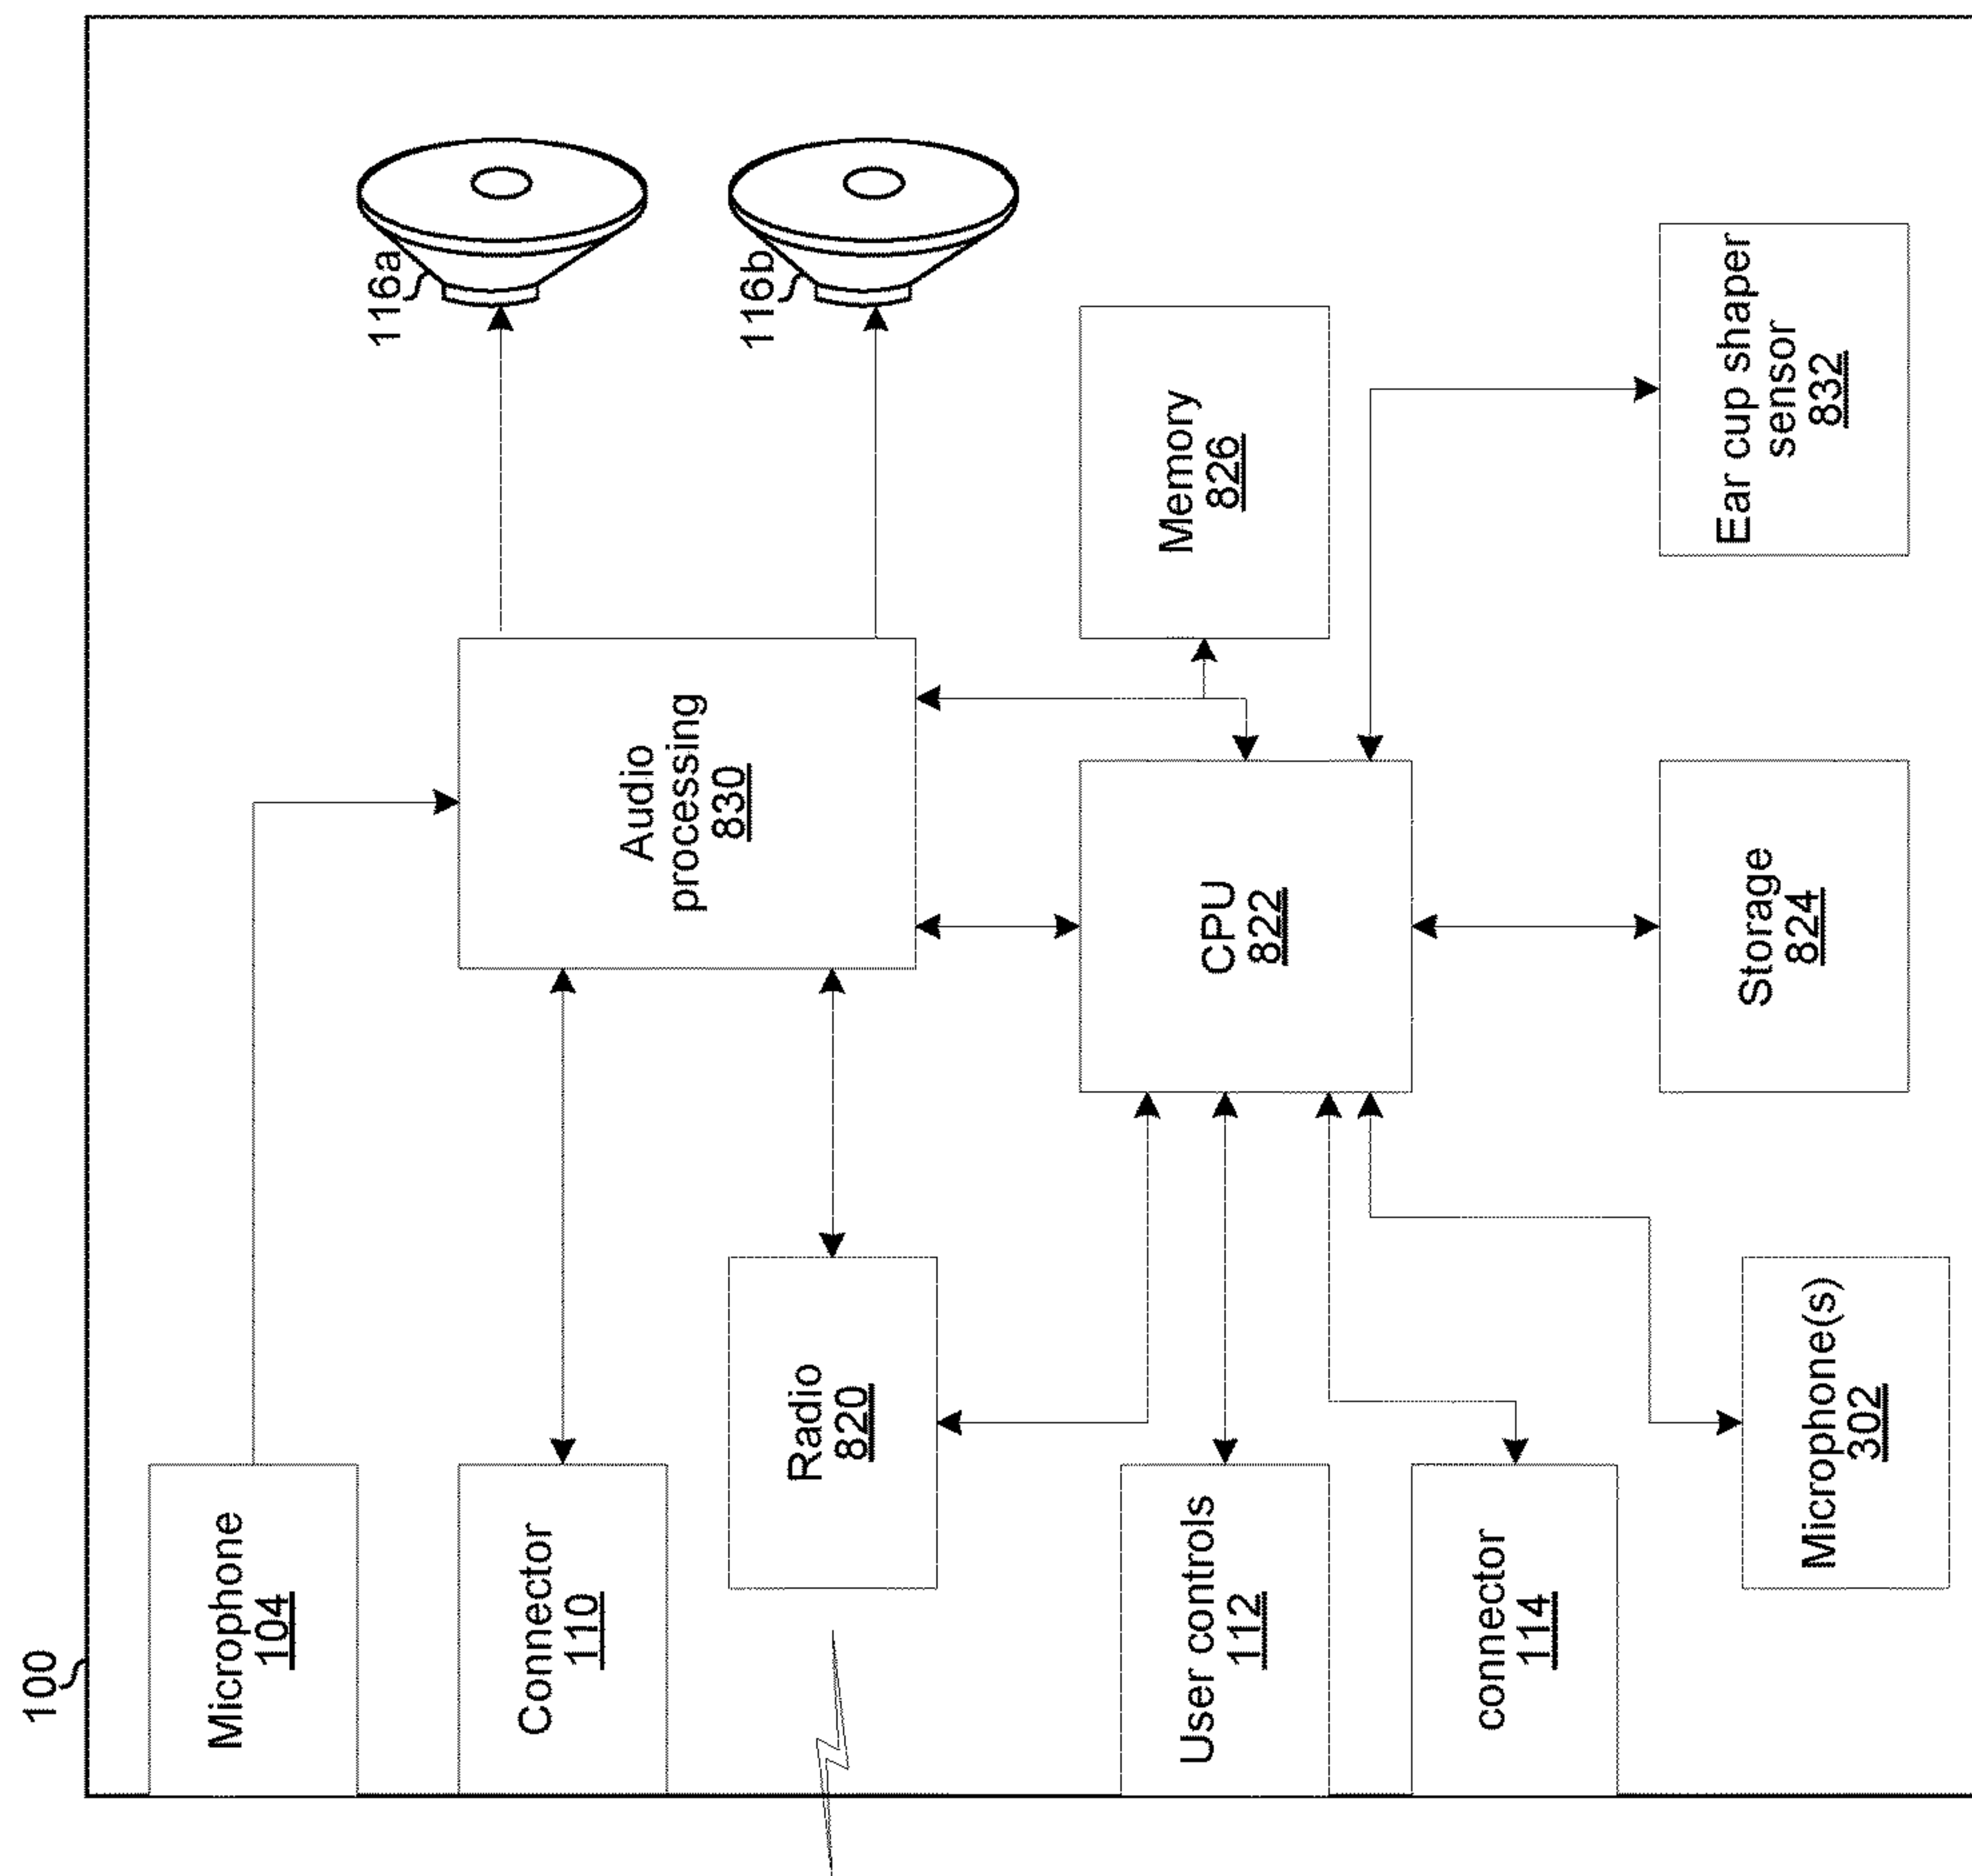 100
Microphone
104
Connector
110
Radio
820
User controls
112
connector
114
Microphone(s)
302
Audio
processing
830
CPU
822
Storage
824
116a
116b
Memory
826
Ear cup shaper
sensor
832